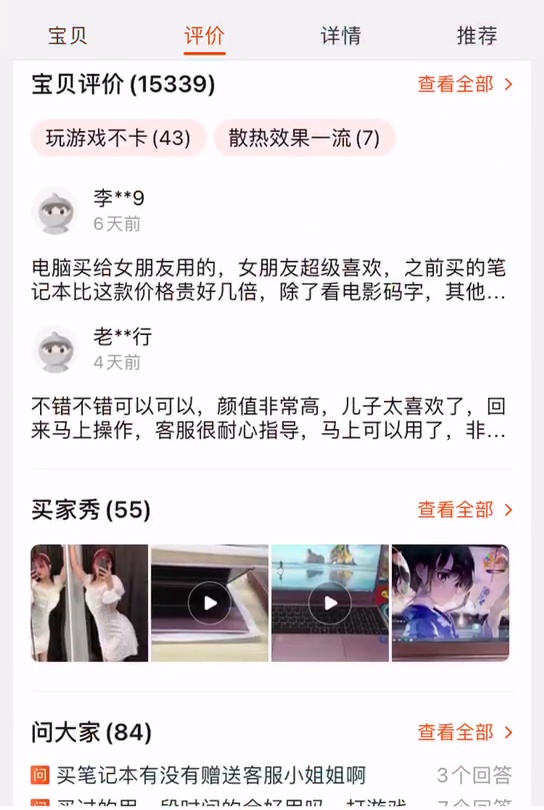 宝贝
评价
详情
推荐
宝贝评价(15339)
查看全部
玩游戏不卡(43)
散热效果一流(7)
李**9
6天前
电脑买给女朋友用的，女朋友超级喜欢，之前买的笔
记本比这款价格贵好几倍，除了看电影码字，其他...
老**行
4天前
不错不错可以可以，颜值非常高，儿子太喜欢了，回
来马上操作，客服很耐心指导，马上可以用了，非...
买家秀(55)
查看全部
问大家(84)
查看全部
问 买笔记本有没有赠送客服小姐姐啊
3个回答